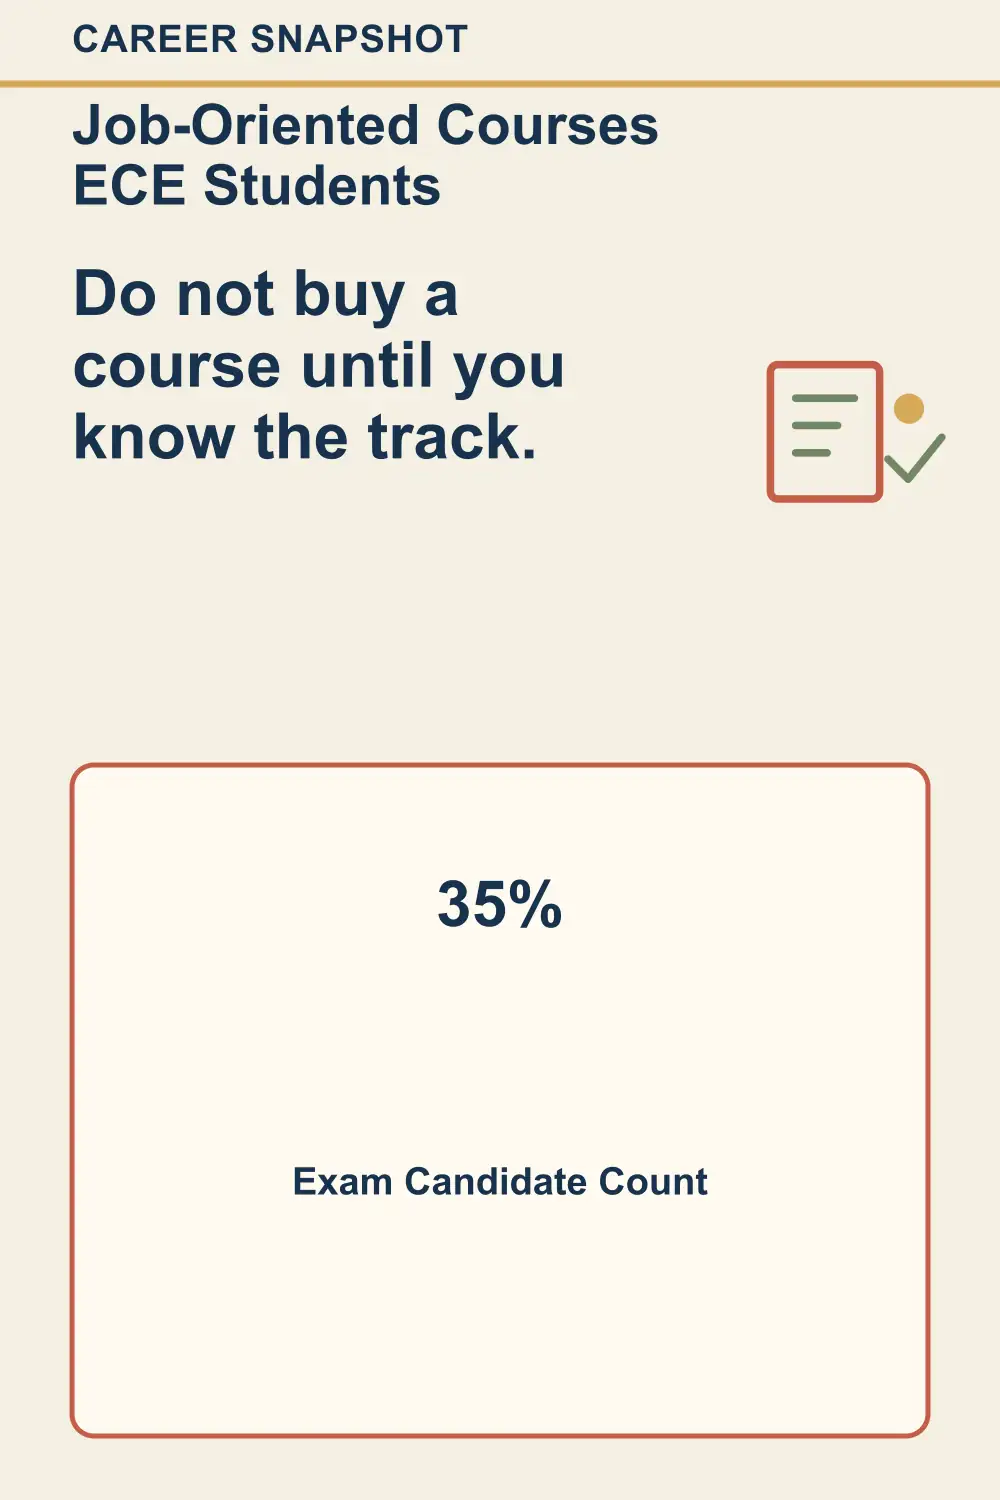 CAREER SNAPSHOT
Job-Oriented Courses
ECE Students
Do not buy a
course until you
know the track.
35%
Exam Candidate Count